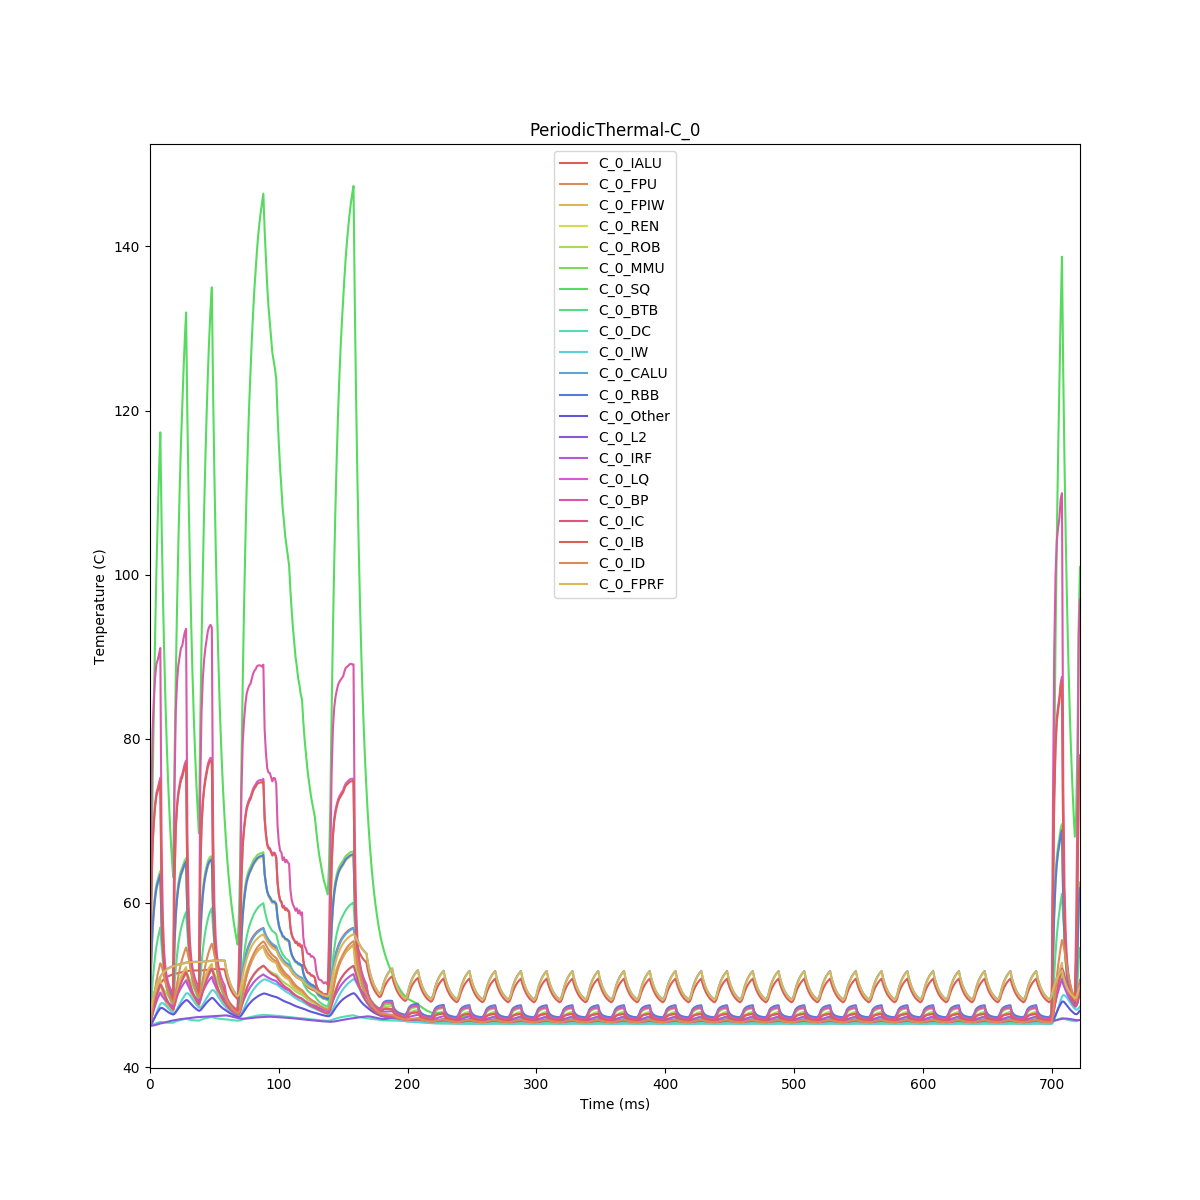 PeriodicThermal-C_0
C_0_IALU
C_0_FPU
C_0_FPIW
C_0_REN
C_0_ROB
C_0_MMU
C_0_SQ
C_0_BTB
C_0_DC
C_0_IW
C_0_CALU
C_0_RBB
C_0_Other
C_0_L2
C_0_IRF
C_0_LQ
C_0_BP
C_0_IC
C_0_IB
C_0_ID
C_0_FPRF
Temperature (C)
140
120
100
80
60
40
0 100 200 300 400 500 600 700
Time (ms)